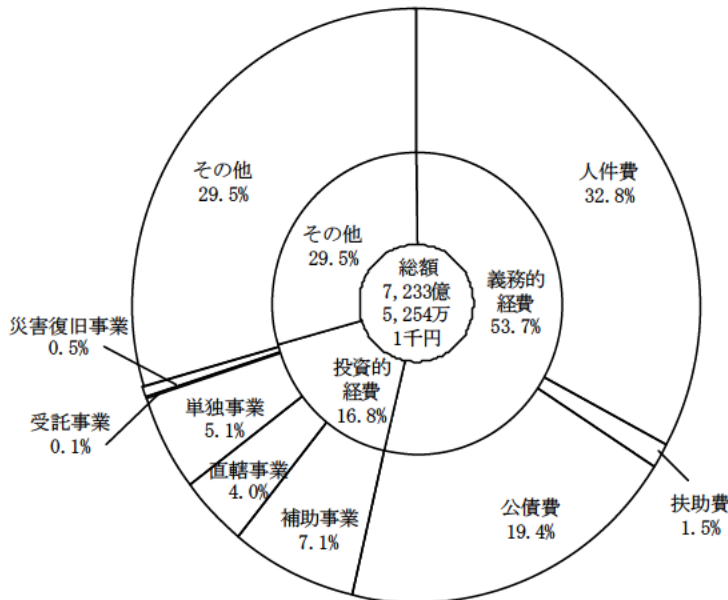 その他
29.5%
人件費
32.8%
その他
29.5%
総額
7,233億
5,254万
1千円
義務的
経費
53.7%
災害復旧事業
0.5%
投資的
経費
16.8%
受託事業
0.1%
単独事業
5.1%
直轄事業
4.0%
補助事業
7.1%
公債費
19.4%
扶助費
1.5%